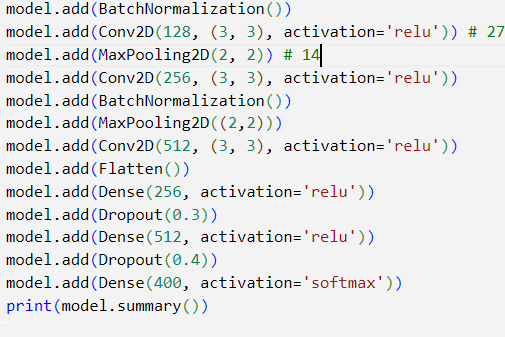 model.add(BatchNormalization())
model.add(Conv2D(128, (3, 3), activation='relu')) # 27
model.add(MaxPooling2D(2, 2)) # 14
model.add(Conv2D(256, (3, 3), activation='relu'))
model.add(BatchNormalization())
model.add(MaxPooling2D((2,2)))
model.add(Conv2D(512, (3, 3), activation='relu'))
model.add(Flatten())
model.add(Dense(256, activation='relu'))
model.add(Dropout(0.3))
model.add(Dense(512, activation='relu'))
model.add(Dropout(0.4))
model.add(Dense(400, activation='softmax'))
print(model.summary())